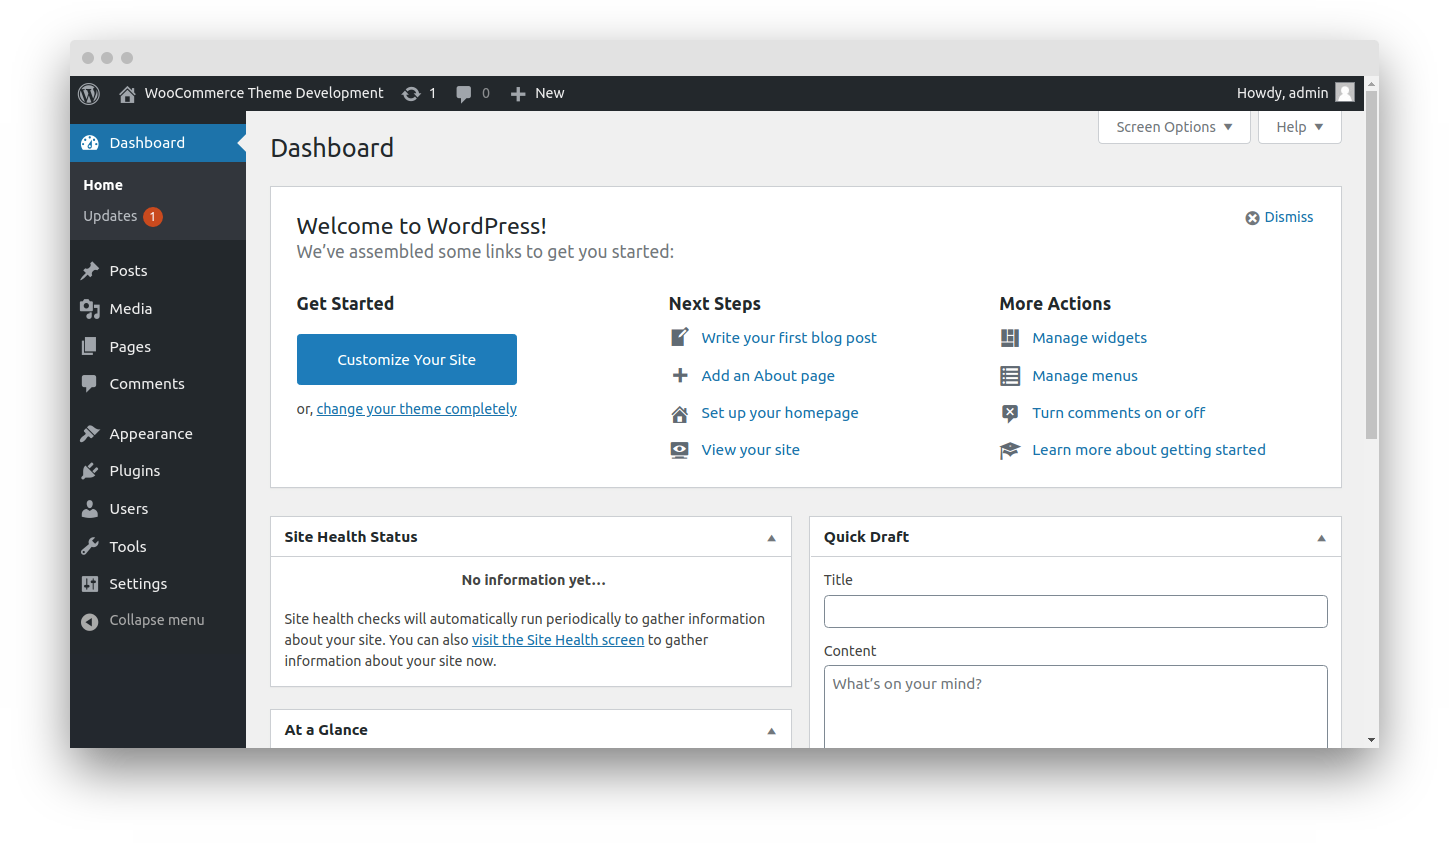 WooCommerce Theme Development 1 0 New Howdy, admin
Dashboard
Home
Updates 1
Posts
Media
Pages
Comments
Appearance
Plugins
Users
Tools
Settings
Collapse menu
Screen Options Help
Dashboard
Welcome to WordPress!
We’ve assembled some links to get you started:
Dismiss
Get Started
Customize Your Site
or, change your theme completely
Next Steps
Write your first blog post
Add an About page
Set up your homepage
View your site
More Actions
Manage widgets
Manage menus
Turn comments on or off
Learn more about getting started
Site Health Status
No information yet…
Site health checks will automatically run periodically to gather information
about your site. You can also visit the Site Health screen to gather
information about your site now.
At a Glance
Quick Draft
Title
Content
What’s on your mind?